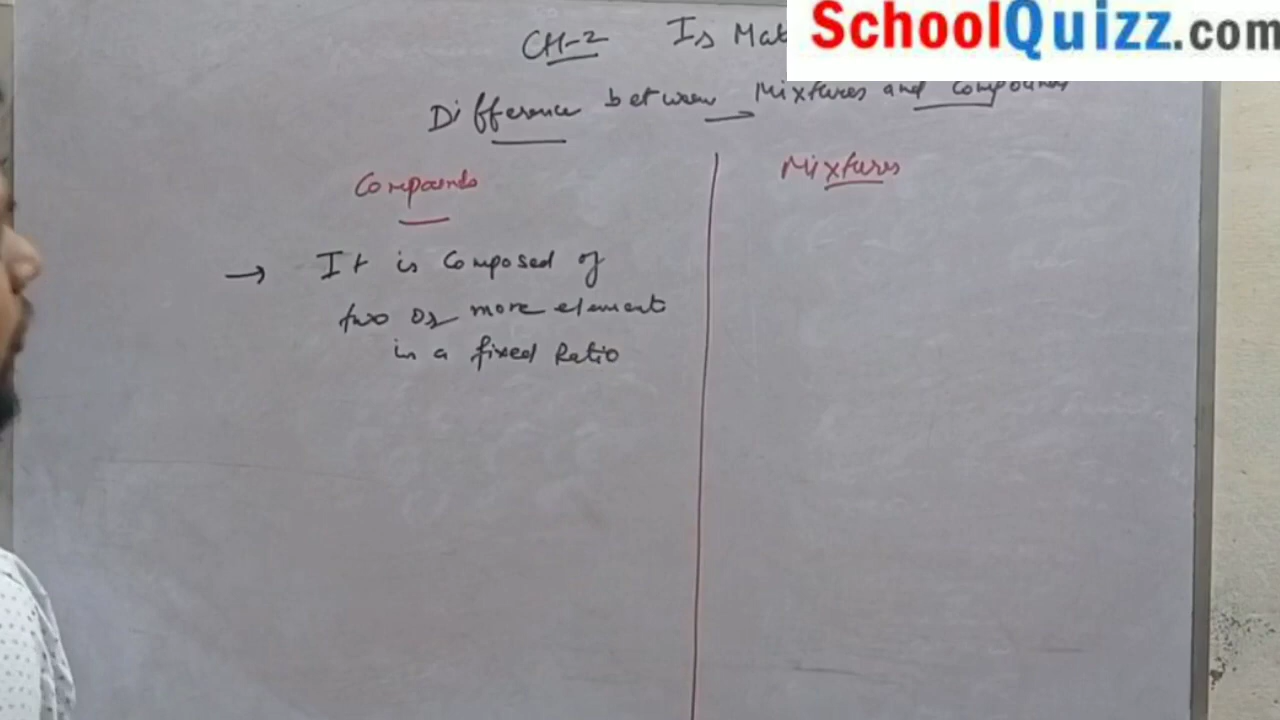 SchoolQuizz.com
CH-2 Is Mat
Difference between Mixtures and Compounds
Compounds
Mixtures
→ It is composed of
two or more element
in a fixed Ratio